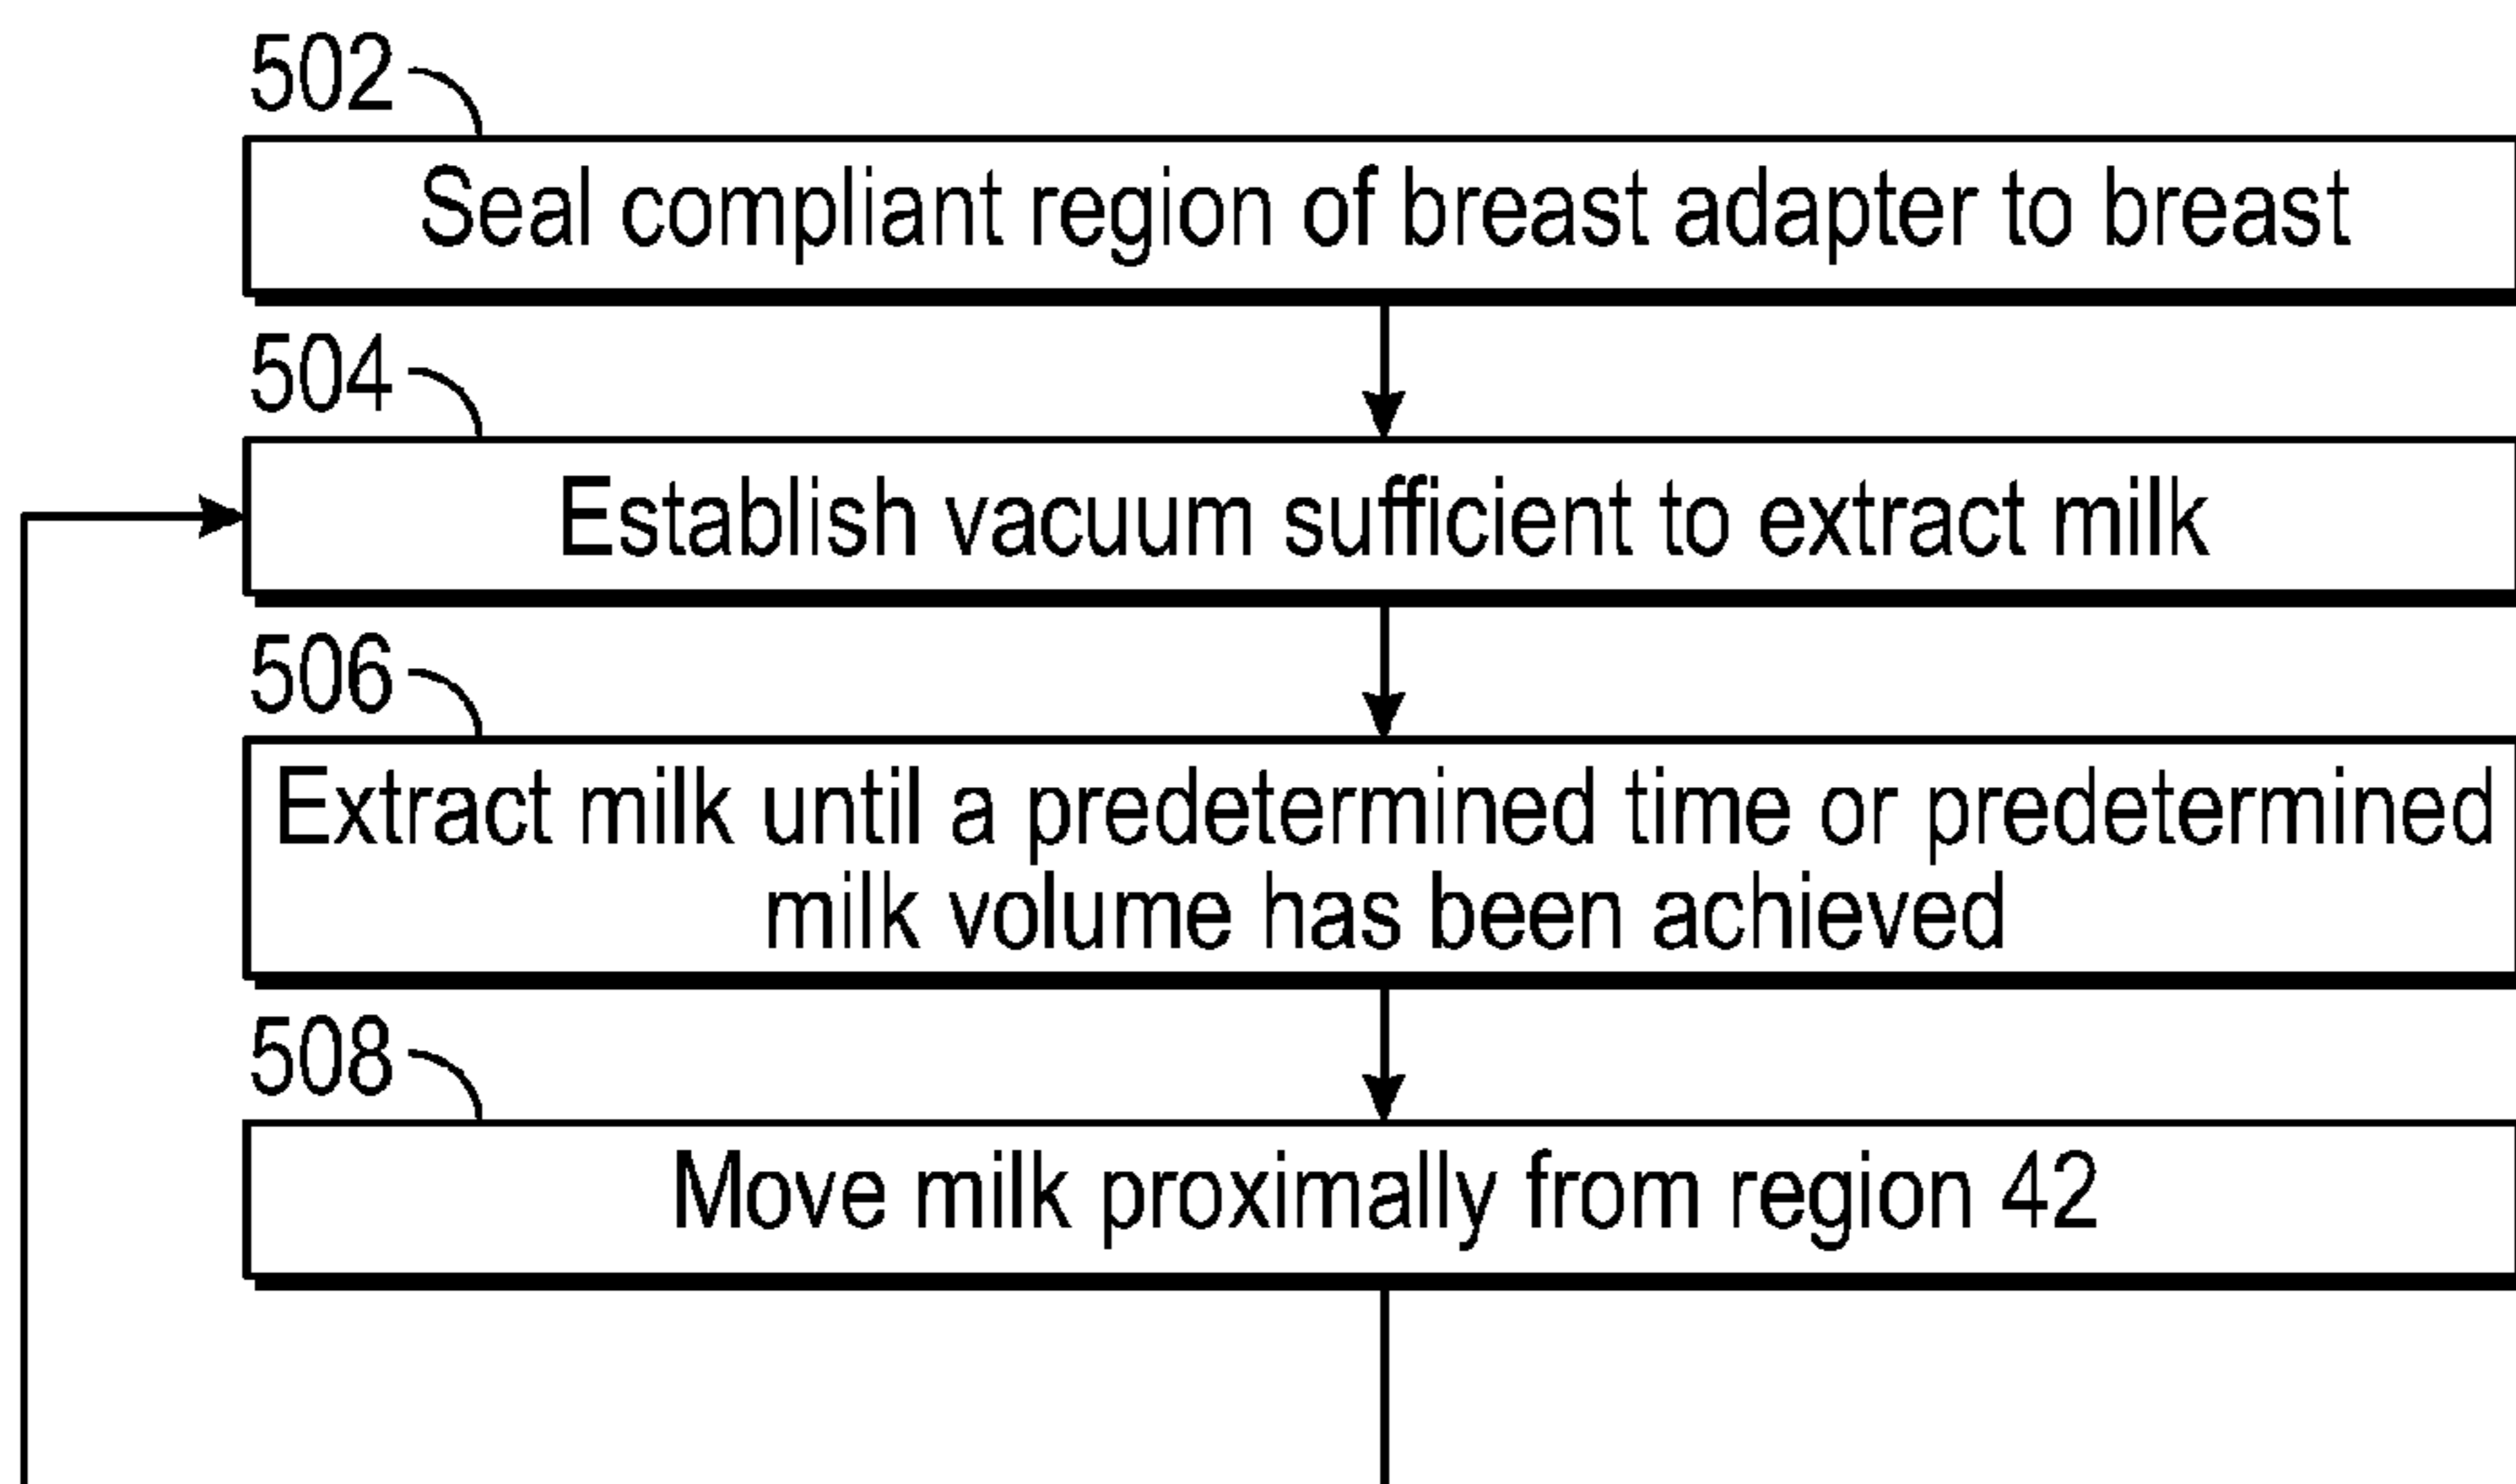 502
Seal compliant region of breast adapter to breast
504
Establish vacuum sufficient to extract milk
506
Extract milk until a predetermined time or predetermined
milk volume has been achieved
508
Move milk proximally from region 42